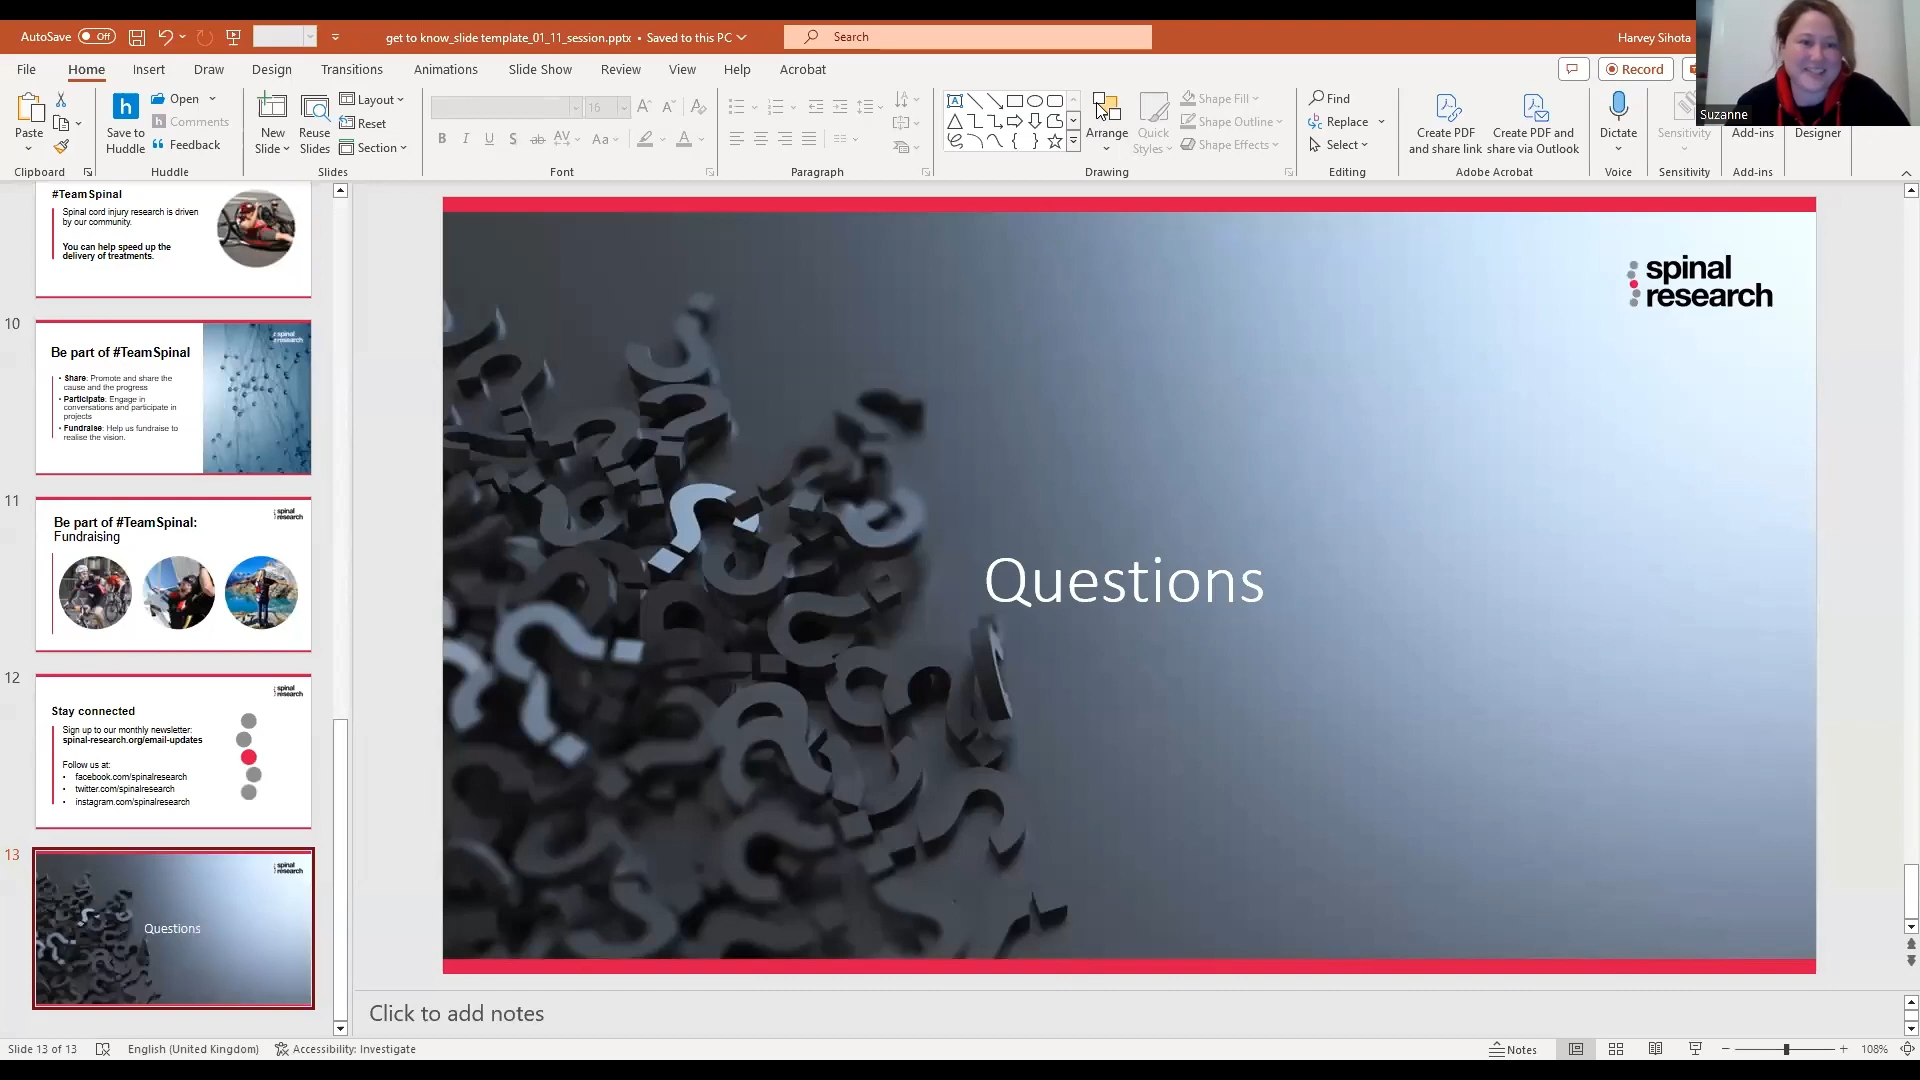 AutoSave Off
get to know_slide template_01_11_session.pptx • Saved to this PC
Search
Harvey Sihota
File Home Insert Draw Design Transitions Animations Slide Show Review View Help Acrobat
Record
Suzanne
Paste
Save to Huddle
Open
Comments
Feedback
New Slide
Reuse Slides
Layout
Reset
Section
16
Arrange
Quick Styles
Shape Fill
Shape Outline
Shape Effects
Find
Replace
Select
Create PDF and share link
Create PDF and share via Outlook
Dictate
Sensitivity
Add-ins
Designer
Clipboard
Huddle
Slides
Font
Paragraph
Drawing
Editing
Adobe Acrobat
Voice
Sensitivity
Add-ins
#TeamSpinal
Spinal cord injury research is driven
by our community.
You can help speed up the
delivery of treatments.
10
spinal
research
Be part of #TeamSpinal
• Share: Promote and share the
cause and the progress
• Participate: Engage in
conversations and participate in
projects
• Fundraise: Help us fundraise to
realise the vision.
11
spinal
research
Be part of #TeamSpinal:
Fundraising
12
spinal
research
Stay connected
Sign up to our monthly newsletter:
spinal-research.org/email-updates
Follow us at:
• facebook.com/spinalresearch
• twitter.com/spinalresearch
• instagram.com/spinalresearch
13
spinal
research
Questions
spinal
research
Questions
Click to add notes
Slide 13 of 13
English (United Kingdom)
Accessibility: Investigate
Notes
108%